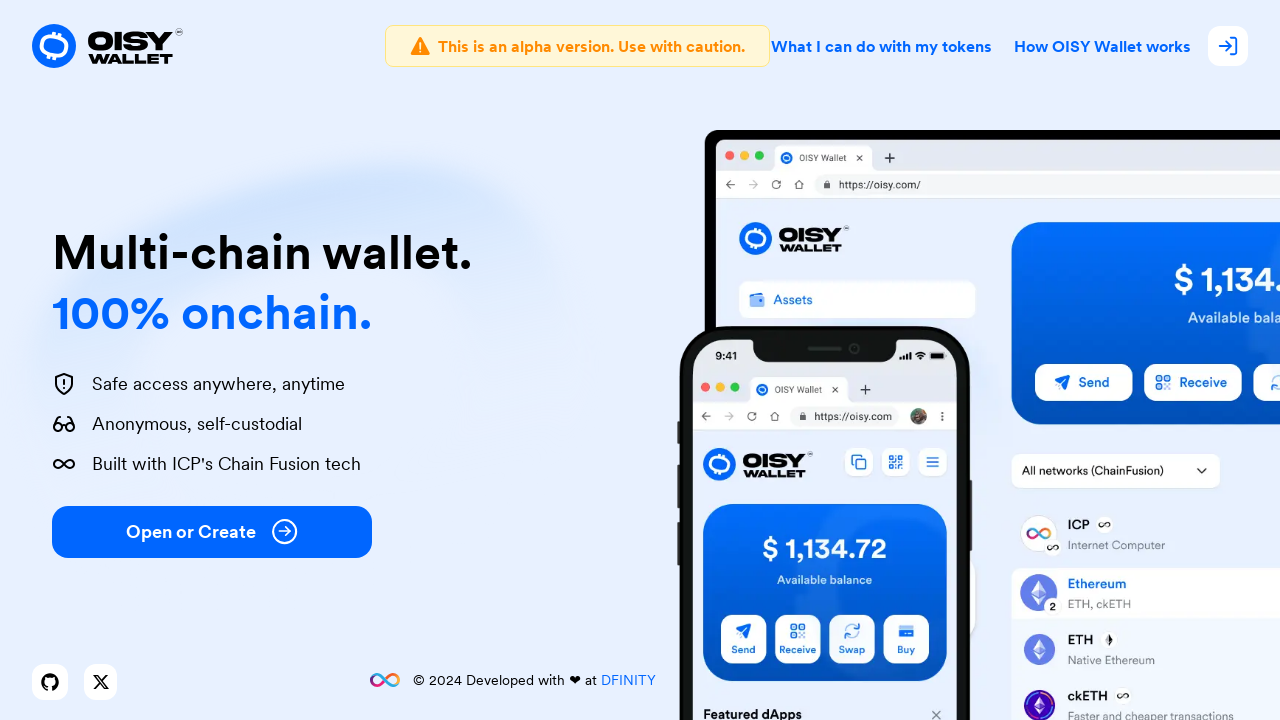 OISY
WALLET
This is an alpha version. Use with caution.
What I can do with my tokens
How OISY Wallet works
Multi-chain wallet.
100% onchain.
Safe access anywhere, anytime
Anonymous, self-custodial
Built with ICP's Chain Fusion tech
Open or Create
© 2024 Developed with ❤ at DFINITY
OISY Wallet
https://oisy.com/
OISY
WALLET
Assets
$ 1,134.
Available bala
Send
Receive
All networks (ChainFusion)
ICP
Internet Computer
Ethereum
ETH, ckETH
2
ETH
Native Ethereum
ckETH
Faster and cheaper transactions
9:41
OISY Wallet
https://oisy.com
OISY
WALLET
$ 1,134.72
Available balance
Send
Receive
Swap
Buy
Featured dApps